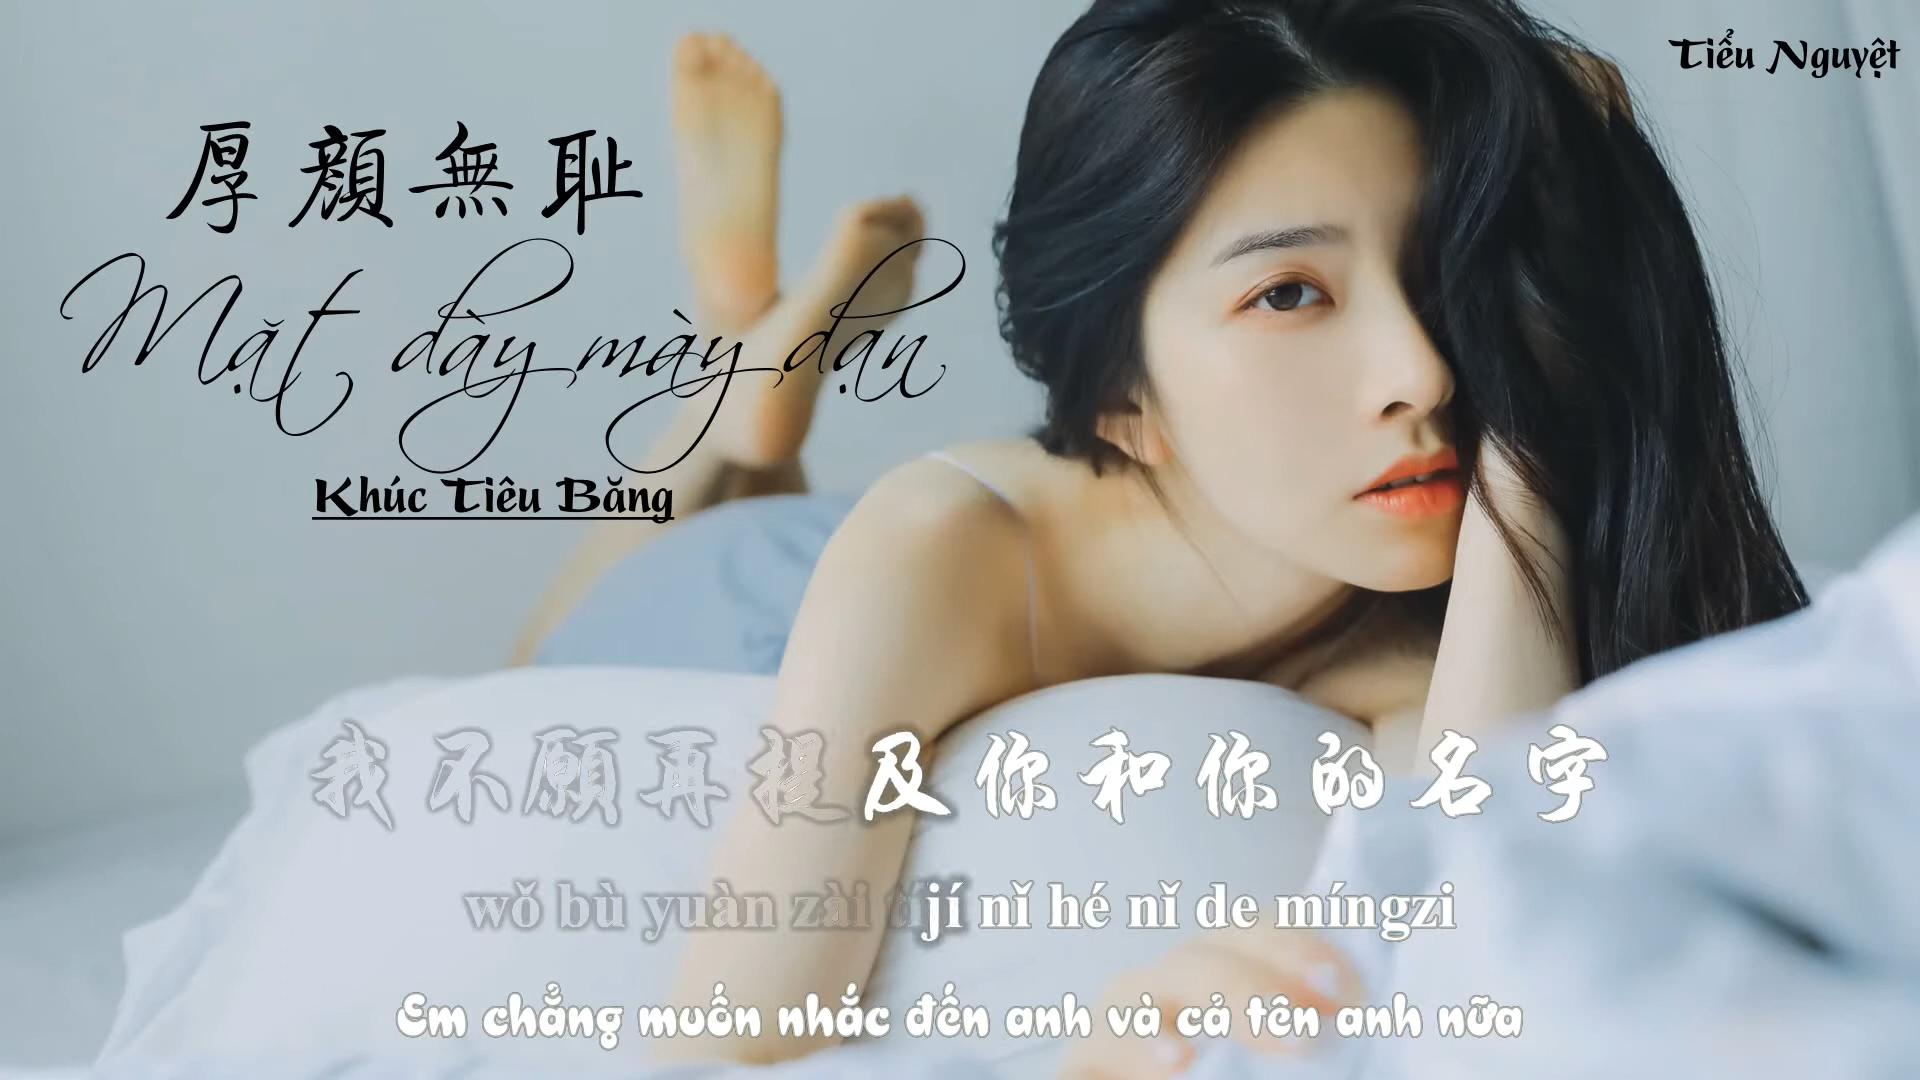 Tiểu Nguyệt
厚顏無耻
Mặt dày mày dạn
Khúc Tiêu Băng
我不願再提及你和你的名字
wǒ bù yuàn zài tíjí nǐ hé nǐ de míngzi
Em chẳng muốn nhắc đến anh và cả tên anh nữa